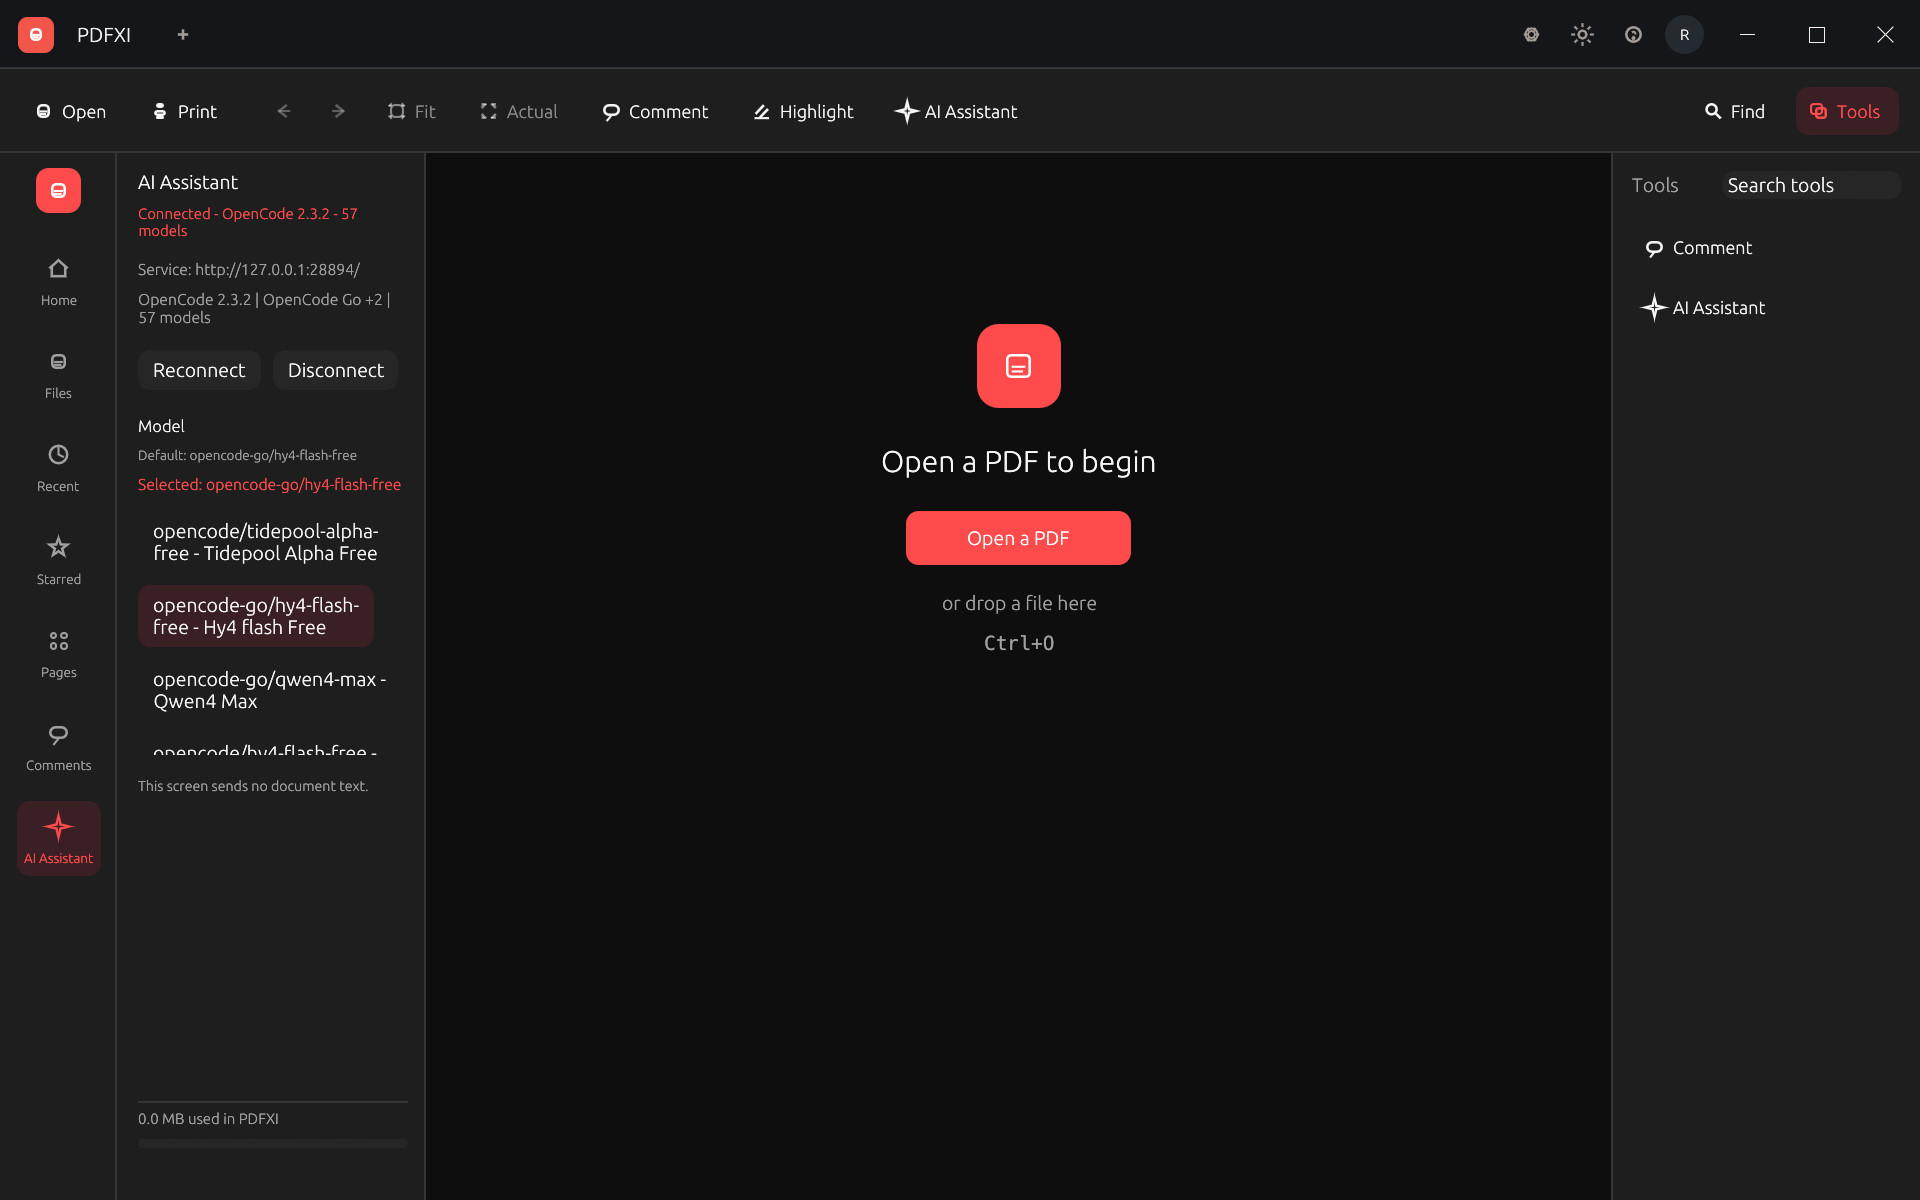 PDFXI
+
R
Open
Print
Fit
Actual
Comment
Highlight
AI Assistant
Find
Tools
Home
Files
Recent
Starred
Pages
Comments
AI Assistant
AI Assistant
Connected - OpenCode 2.3.2 - 57
models
Service: http://127.0.0.1:28894/
OpenCode 2.3.2 | OpenCode Go +2 |
57 models
Reconnect
Disconnect
Model
Default: opencode-go/hy4-flash-free
Selected: opencode-go/hy4-flash-free
opencode/tidepool-alpha-
free - Tidepool Alpha Free
opencode-go/hy4-flash-
free - Hy4 flash Free
opencode-go/qwen4-max -
Qwen4 Max
opencode/hy4-flash-free -
This screen sends no document text.
0.0 MB used in PDFXI
Open a PDF to begin
Open a PDF
or drop a file here
Ctrl+O
Tools
Search tools
Comment
AI Assistant